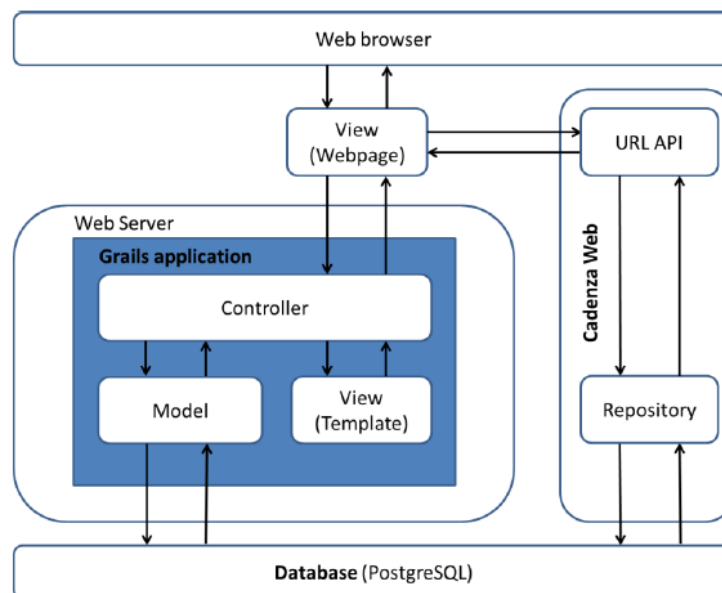 Web browser
View
(Webpage)
URL API
Web Server
Grails application
Controller
Cadenza Web
Model
View
(Template)
Repository
Database (PostgreSQL)